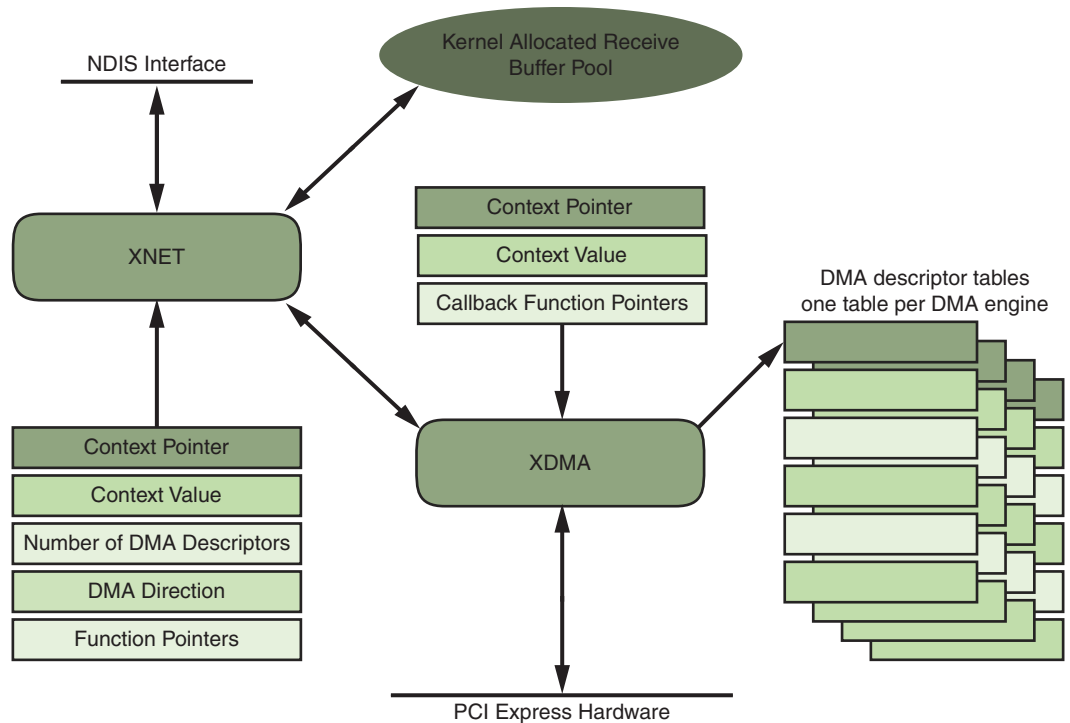 Kernel Allocated Receive
Buffer Pool
NDIS Interface
XNET
Context Pointer
Context Value
Callback Function Pointers
DMA descriptor tables
one table per DMA engine
XDMA
Context Pointer
Context Value
Number of DMA Descriptors
DMA Direction
Function Pointers
PCI Express Hardware